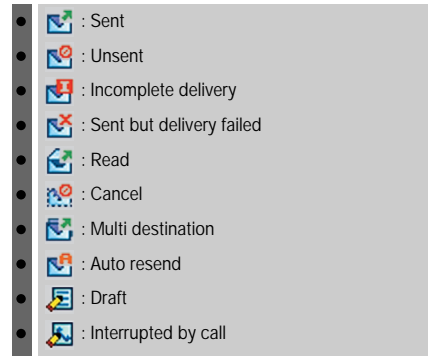 : Sent
: Unsent
: Incomplete delivery
: Sent but delivery failed
: Read
: Cancel
: Multi destination
: Auto resend
: Draft
: Interrupted by call